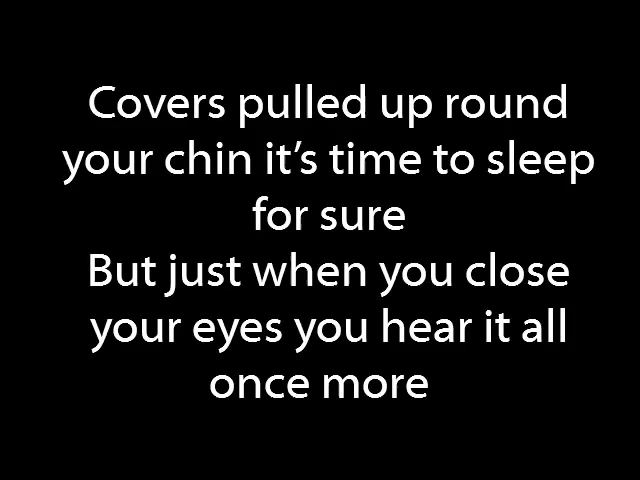 Covers pulled up round
your chin it’s time to sleep
for sure
But just when you close
your eyes you hear it all
once more